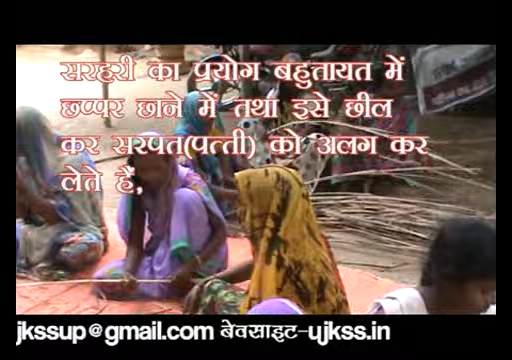 सरहरी का प्रयोग बहुतायत में
छप्पर छाने में तथा इसे छील
कर सरपत(पत्ती) को अलग कर
लेते हैं,
jkssup@gmail.com बेवसाइट-ujkss.in